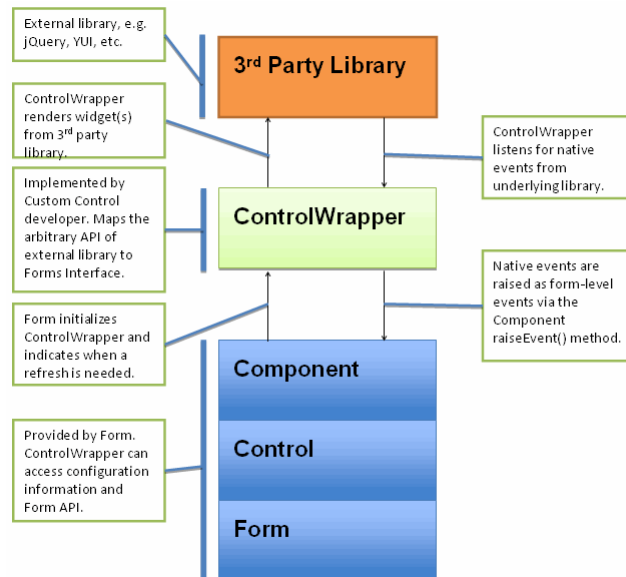 External library, e.g.
jQuery, YUI, etc.
3rd Party Library
ControlWrapper
renders widget(s)
from 3rd party
library.
ControlWrapper
listens for native
events from
underlying library.
Implemented by
Custom Control
developer. Maps the
arbitrary API of
external library to
Forms Interface.
ControlWrapper
Native events are
raised as form-level
events via the
Component
raiseEvent() method.
Form initializes
ControlWrapper and
indicates when a
refresh is needed.
Component
Provided by Form.
ControlWrapper can
access configuration
information and
Form API.
Control
Form